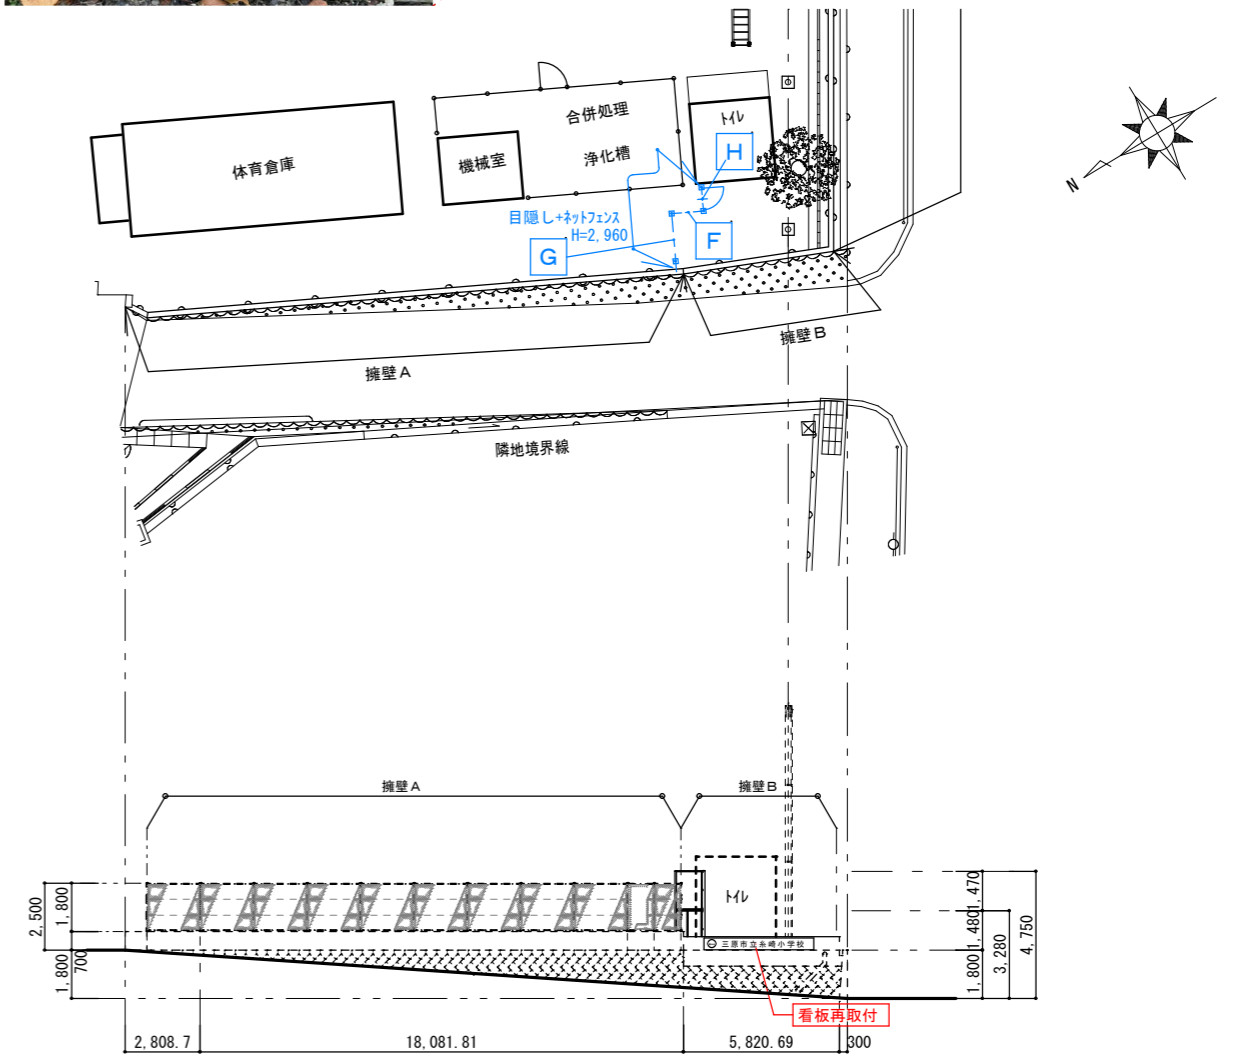 体育倉庫
機械室
合併処理
浄化槽
トイレ
H
目隠し+ネットフェンス
H=2,960
F
G
N
擁壁A
擁壁B
隣地境界線
擁壁A
擁壁B
トイレ
三原市立糸崎小学校
看板再取付
2,500
1,800
1,800
700
1,470
1,480
1,800
3,280
4,750
2,808.7
18,081.81
5,820.69
300